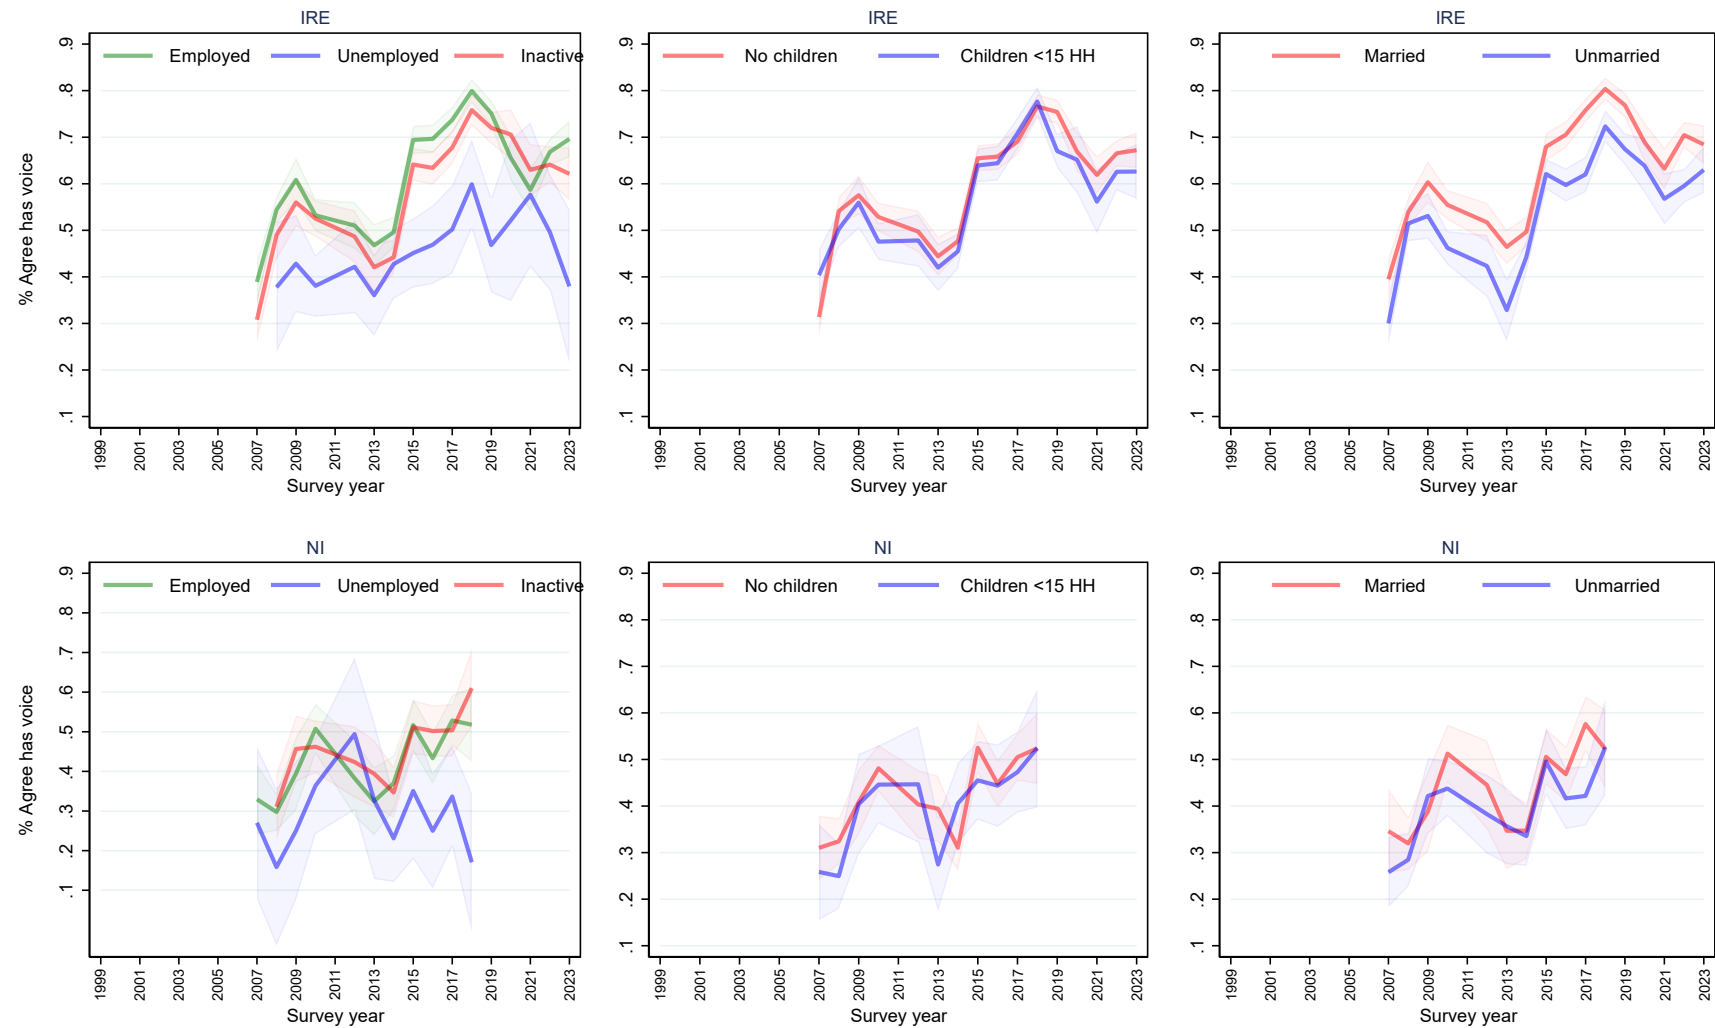 IRE
Employed Unemployed Inactive
% Agree has voice
.9
.8
.7
.6
.5
.4
.3
.2
.1
1999 2001 2003 2005 2007 2009 2011 2013 2015 2017 2019 2021 2023
Survey year
IRE
No children Children <15 HH
.9
.8
.7
.6
.5
.4
.3
.2
.1
1999 2001 2003 2005 2007 2009 2011 2013 2015 2017 2019 2021 2023
Survey year
IRE
Married Unmarried
.9
.8
.7
.6
.5
.4
.3
.2
.1
1999 2001 2003 2005 2007 2009 2011 2013 2015 2017 2019 2021 2023
Survey year
NI
Employed Unemployed Inactive
% Agree has voice
.9
.8
.7
.6
.5
.4
.3
.2
.1
1999 2001 2003 2005 2007 2009 2011 2013 2015 2017 2019 2021 2023
Survey year
NI
No children Children <15 HH
.9
.8
.7
.6
.5
.4
.3
.2
.1
1999 2001 2003 2005 2007 2009 2011 2013 2015 2017 2019 2021 2023
Survey year
NI
Married Unmarried
.9
.8
.7
.6
.5
.4
.3
.2
.1
1999 2001 2003 2005 2007 2009 2011 2013 2015 2017 2019 2021 2023
Survey year